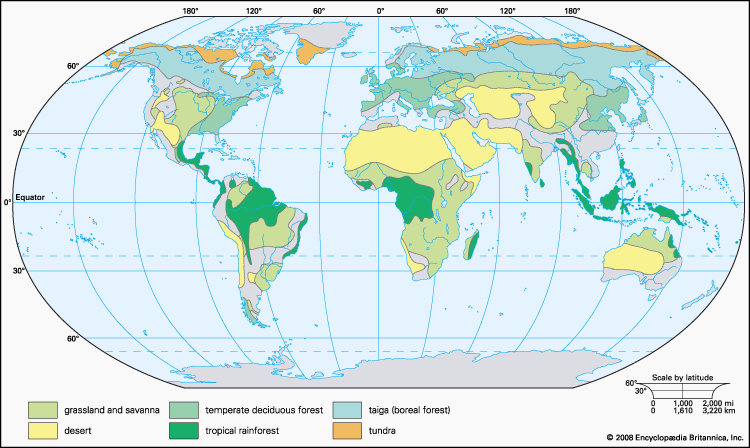 180° 120° 60° 0° 60° 120° 180°
60°
30°
Equator
0°
30°
60°
grassland and savanna
temperate deciduous forest
taiga (boreal forest)
desert
tropical rainforest
tundra
Scale by latitude
60°
30°
0 1,000 2,000 mi
0 1,610 3,220 km
© 2008 Encyclopædia Britannica, Inc.